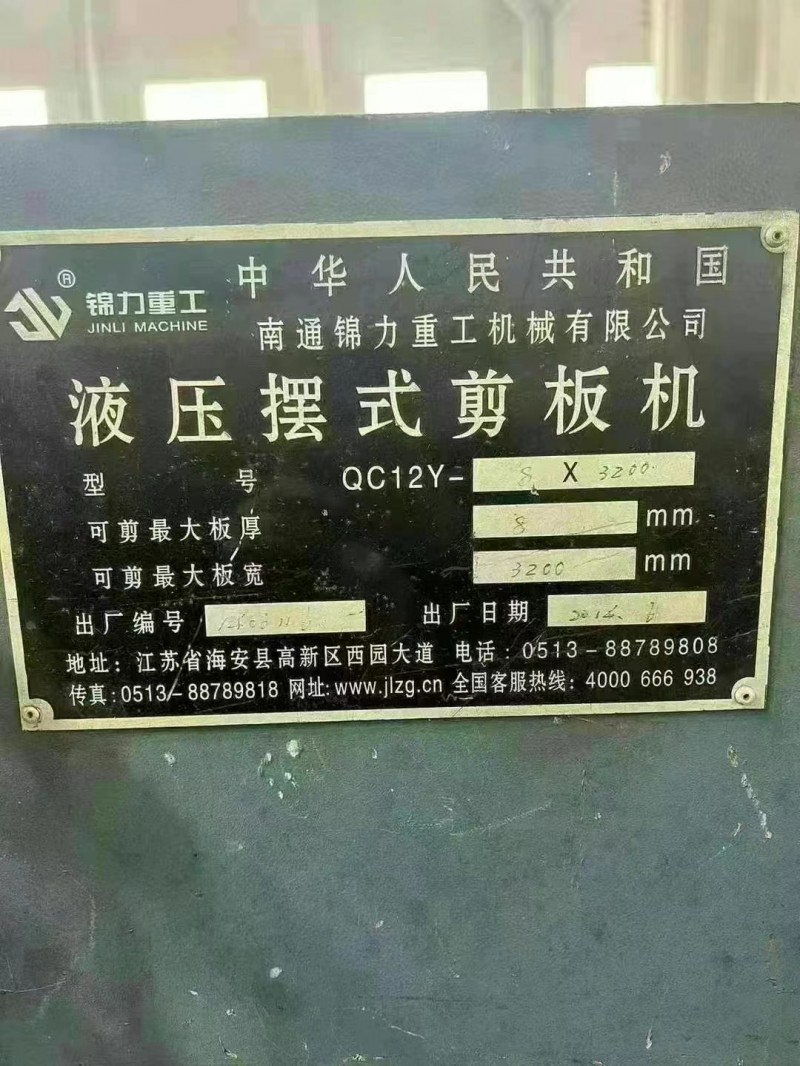 ® 锦力重工
JINLI MACHINE
中华人民共和国
南通锦力重工机械有限公司
液压摆式剪板机
型号 QC12Y-8X3200
可剪最大板厚 8 mm
可剪最大板宽 3200 mm
出厂编号 出厂日期
地址：江苏省海安县高新区西园大道 电话：0513-88789808
传真:0513-88789818 网址:www.jlzg.cn 全国客服热线：4000 666 938